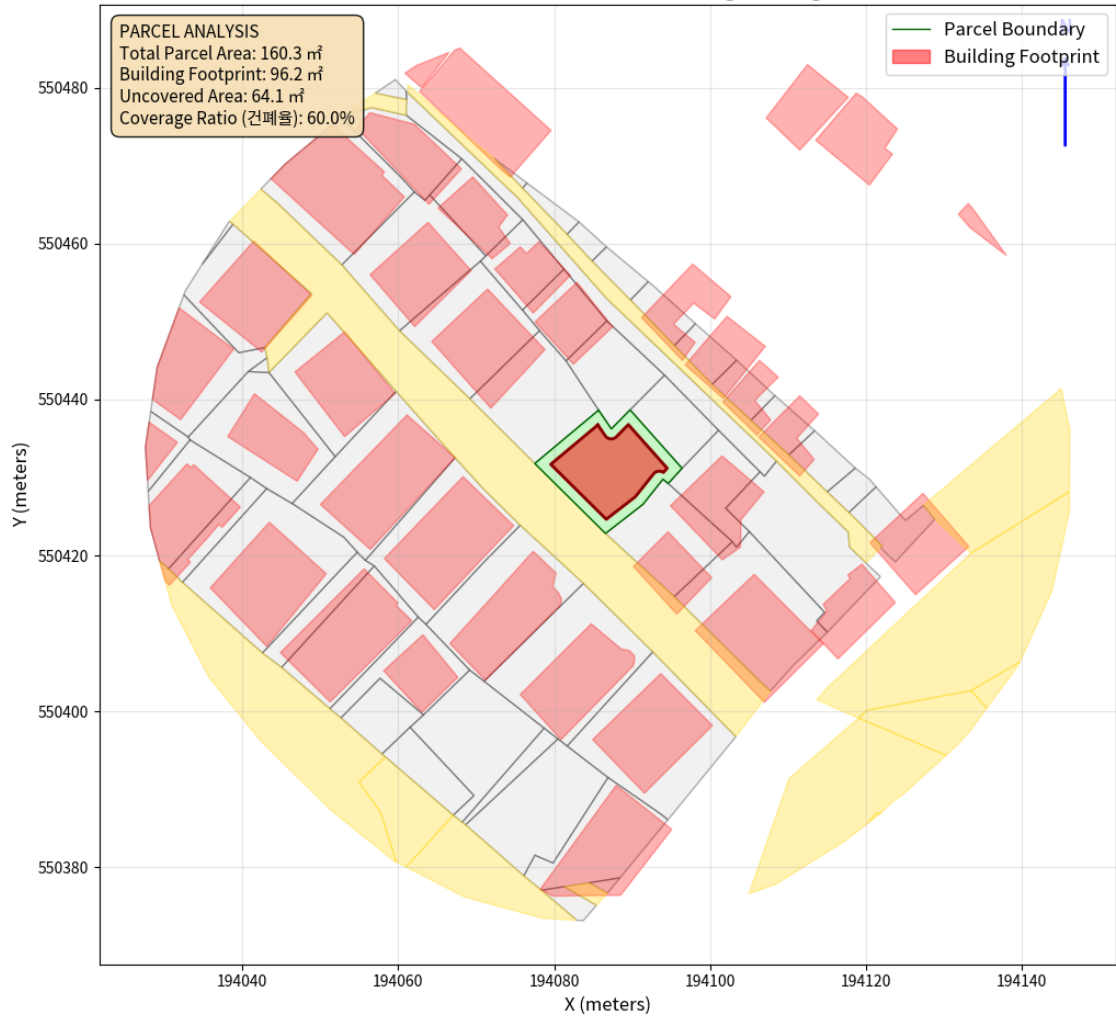 PARCEL ANALYSIS
Total Parcel Area: 160.3 ㎡
Building Footprint: 96.2 ㎡
Uncovered Area: 64.1 ㎡
Coverage Ratio (건폐율): 60.0%
Parcel Boundary
Building Footprint
N
550480
550460
550440
550420
550400
550380
Y (meters)
194040
194060
194080
194100
194120
194140
X (meters)